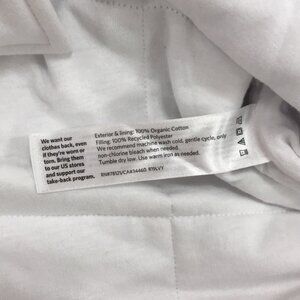 We want our
clothes back, even
if they're worn or
torn. Bring them
to our US stores
and support our
take-back program.
Exterior & lining: 100% Organic Cotton
Filling: 100% Recycled Polyester
We recommend machine wash cold, gentle cycle, only
non-chlorine bleach when needed.
Tumble dry low. Use warm iron as needed.